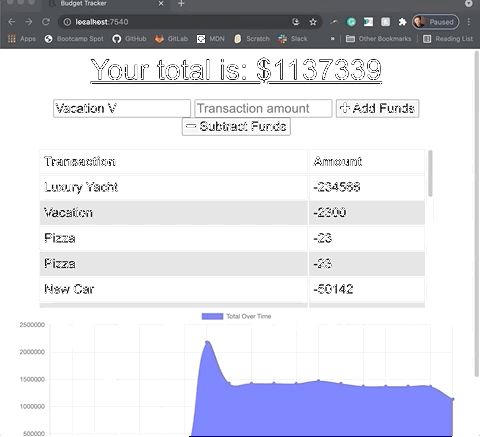 Budget Tracker
localhost:7540
Paused
Apps Bootcamp Spot GitHub GitLab MDN Scratch Slack » Other Bookmarks Reading List
Your total is: $1137339
Vacation V Transaction amount + Add Funds
− Subtract Funds
Transaction Amount
Luxury Yacht -234566
Vacation -2300
Pizza -23
Pizza -23
New Car -50142
Total Over Time
2500000
2000000
1500000
1000000
500000